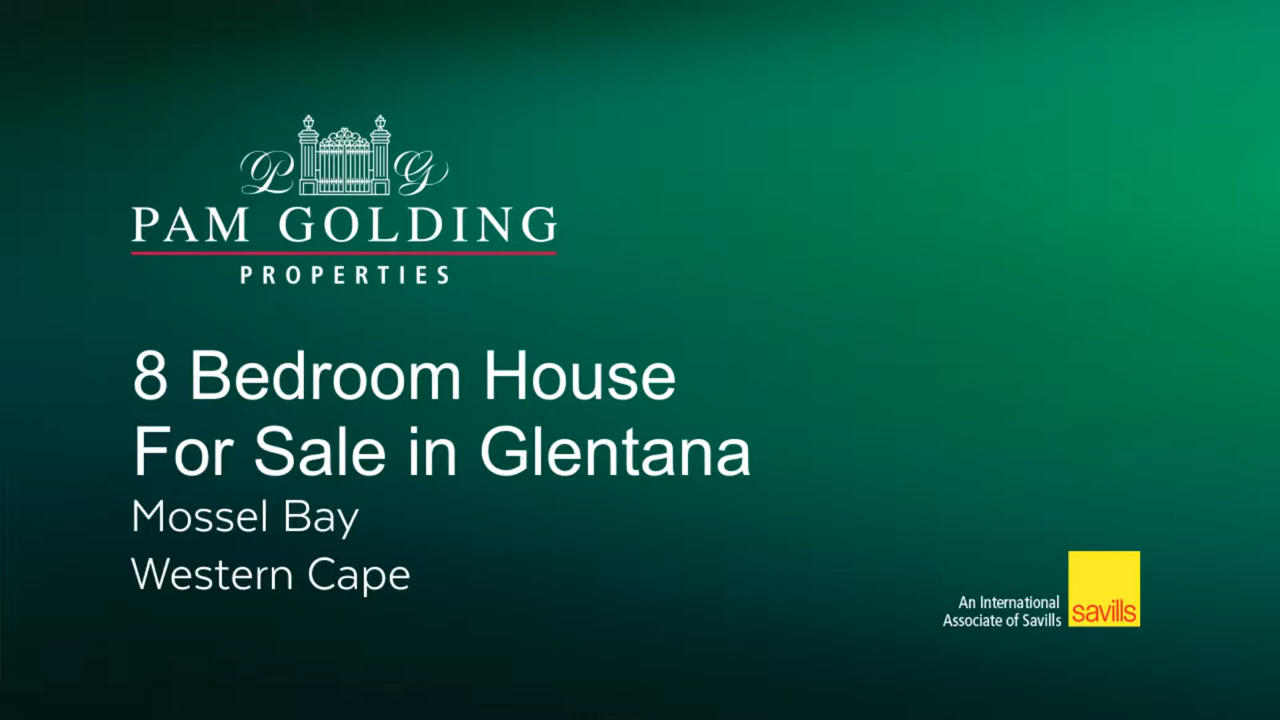 P G
PAM GOLDING
PROPERTIES
8 Bedroom House
For Sale in Glentana
Mossel Bay
Western Cape
An International
Associate of Savills
savills